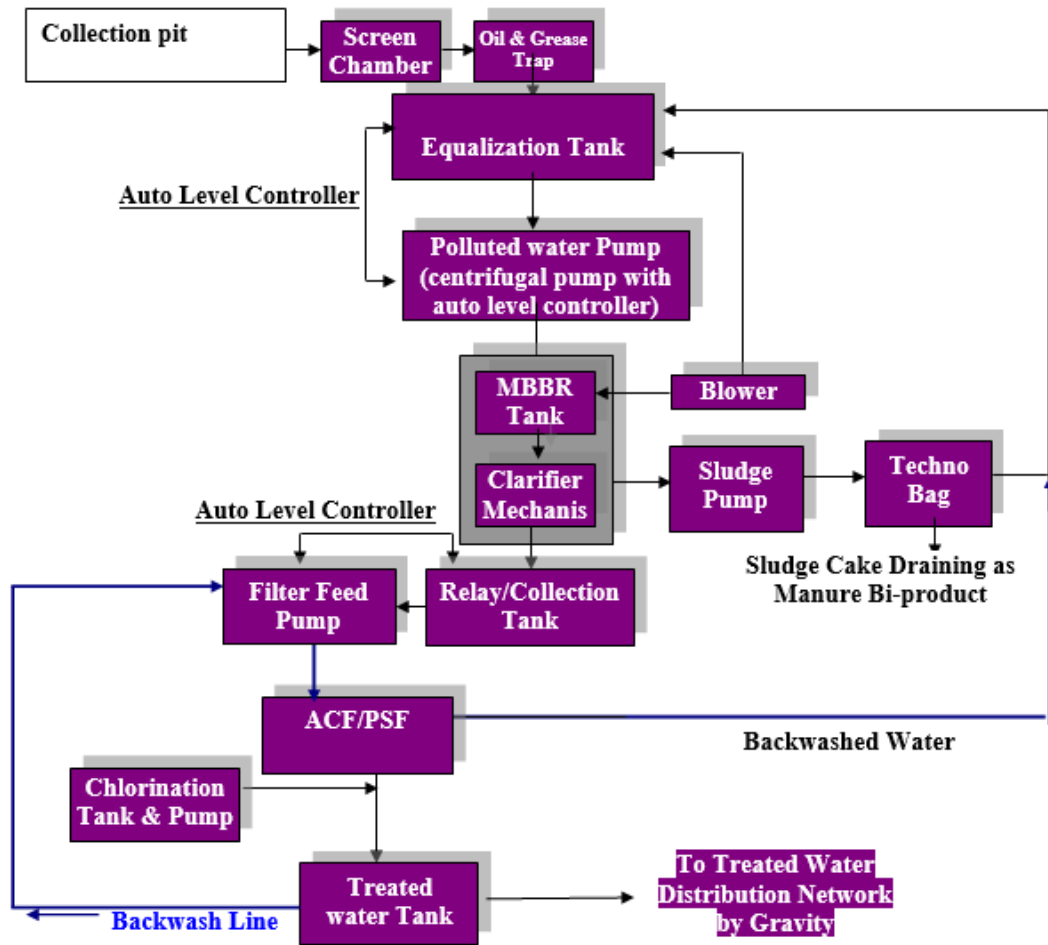 Collection pit
Screen
Chamber
Oil & Grease
Trap
Equalization Tank
Auto Level Controller
Polluted water Pump
(centrifugal pump with
auto level controller)
MBBR
Tank
Blower
Clarifier
Mechanis
Sludge
Pump
Techno
Bag
Auto Level Controller
Sludge Cake Draining as
Manure Bi-product
Filter Feed
Pump
Relay/Collection
Tank
ACF/PSF
Backwashed Water
Chlorination
Tank & Pump
Treated
water Tank
To Treated Water
Distribution Network
by Gravity
Backwash Line